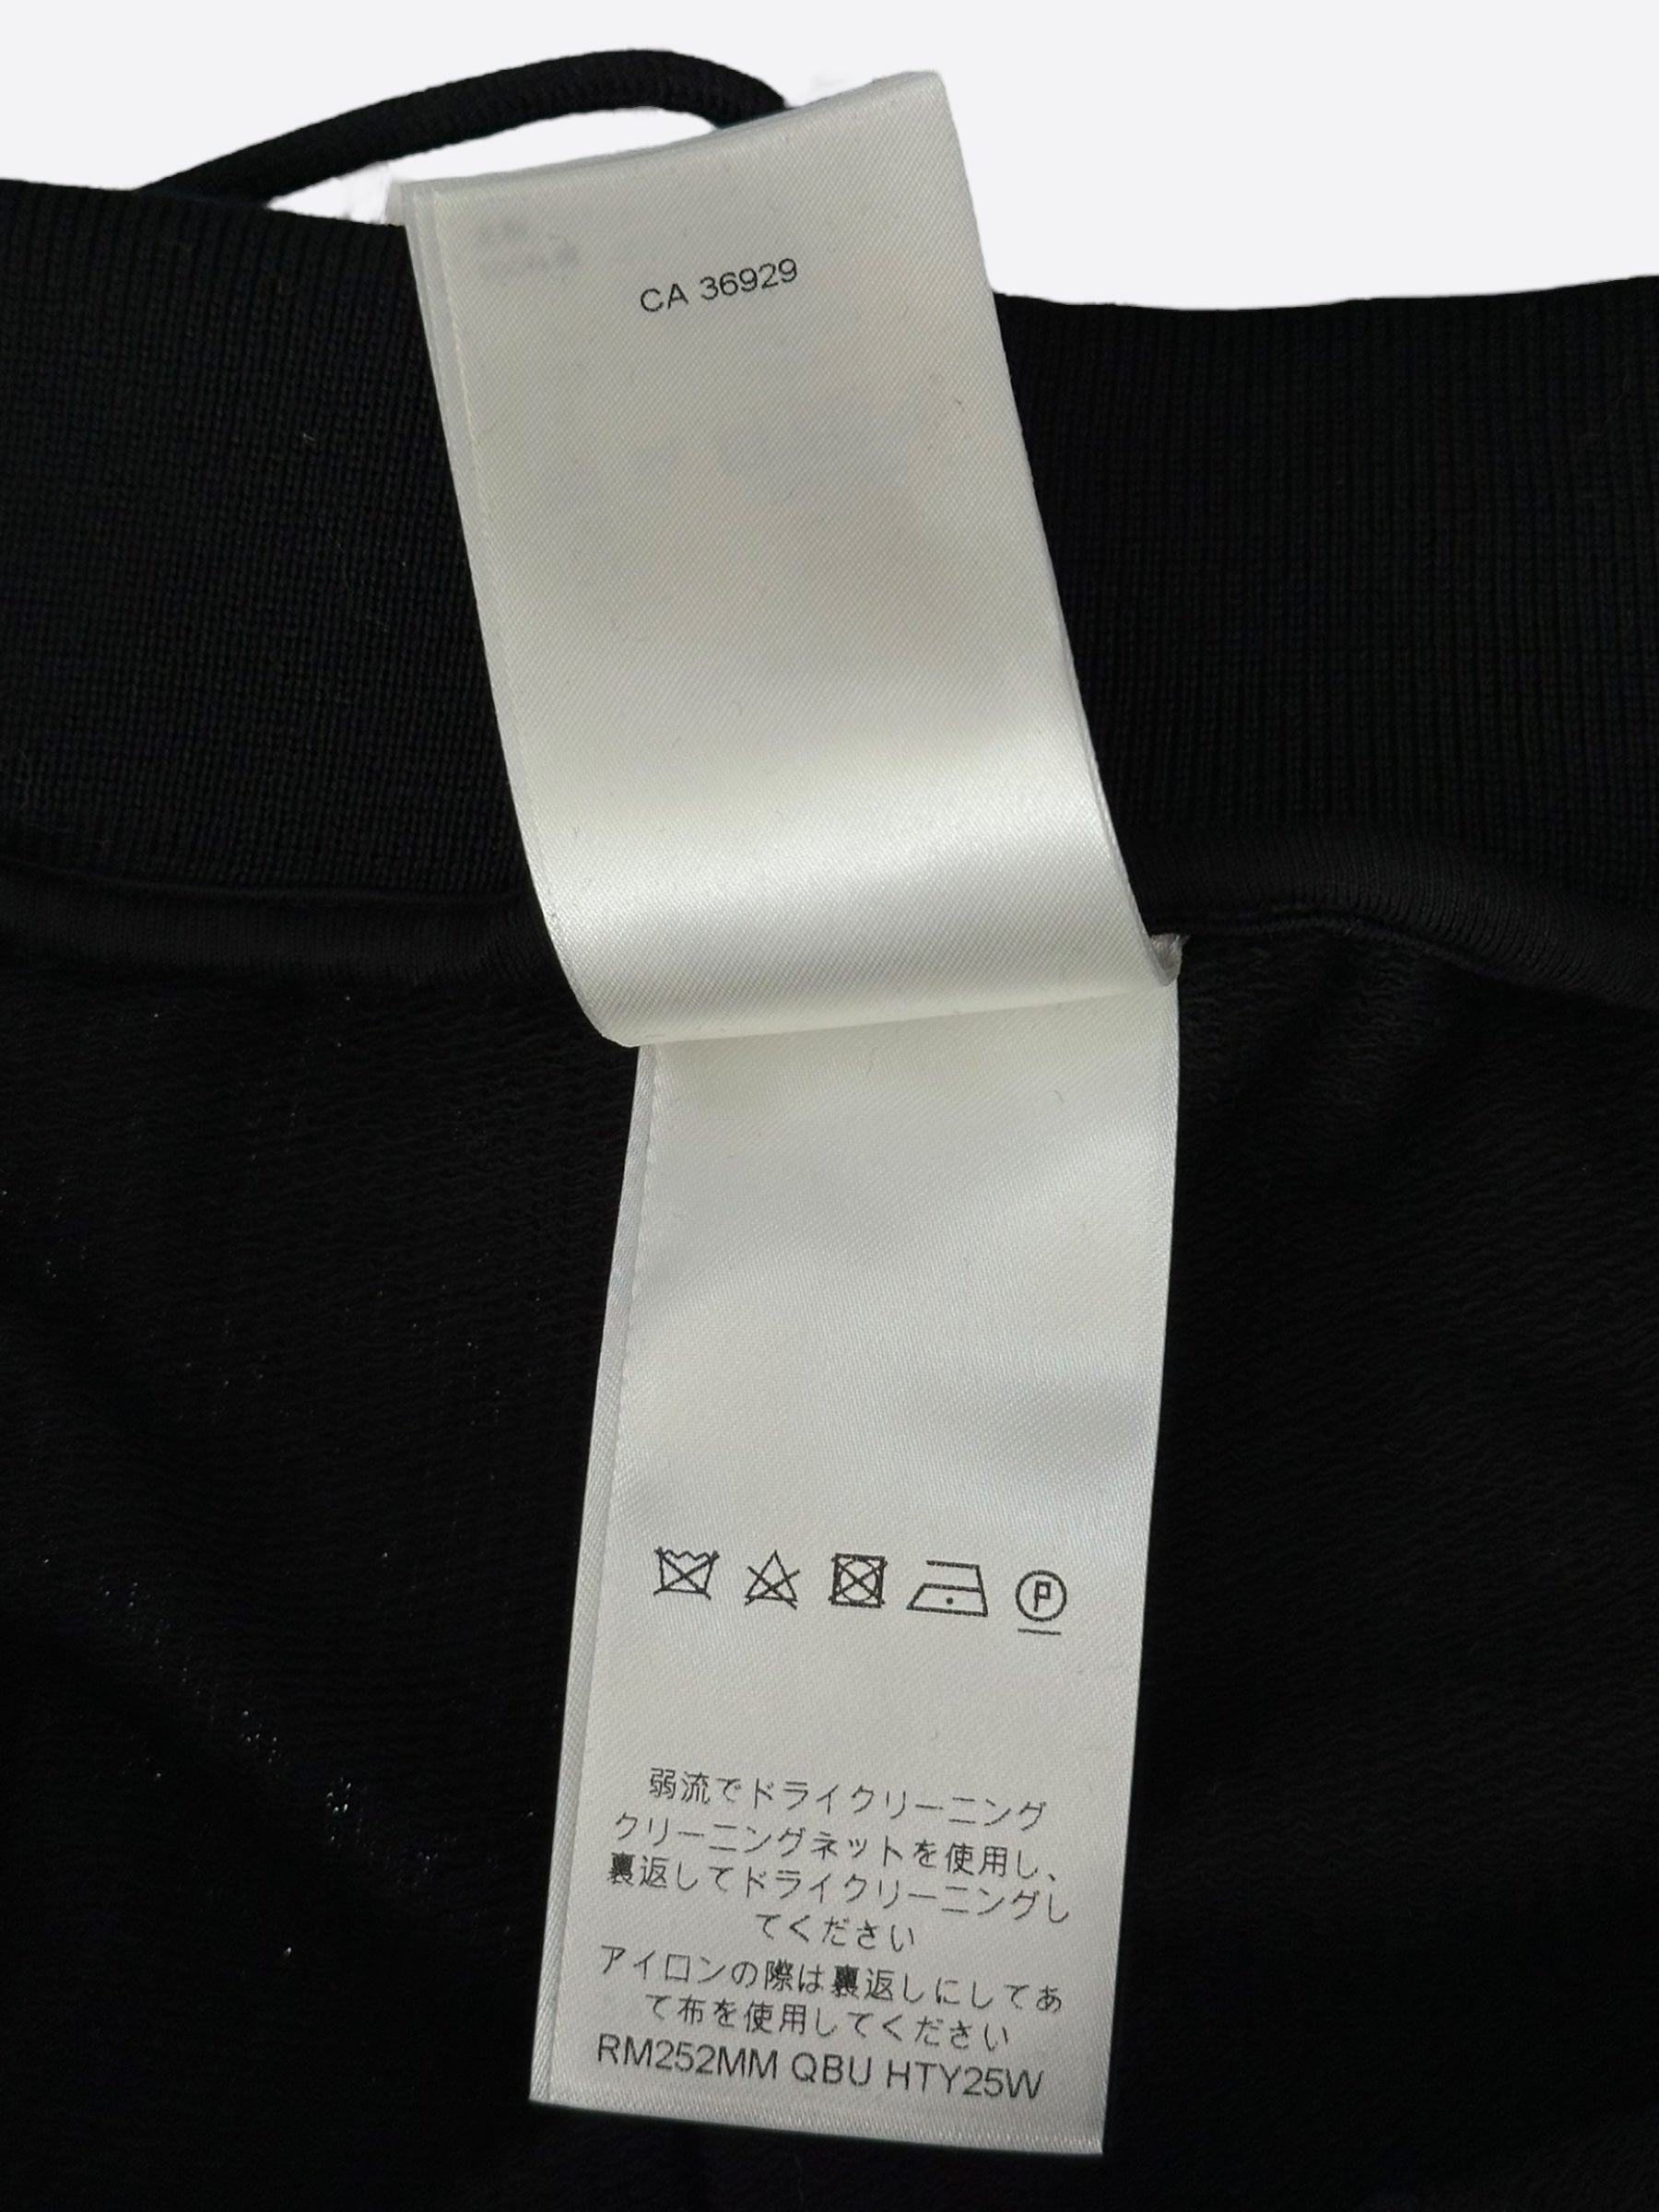 CA 36929
弱流でドライクリーニング
クリーニングネットを使用し、
裏返してドライクリーニングし
てください
アイロンの際は裏返しにしてあ
て布を使用してください
RM252MM QBU HTY25W